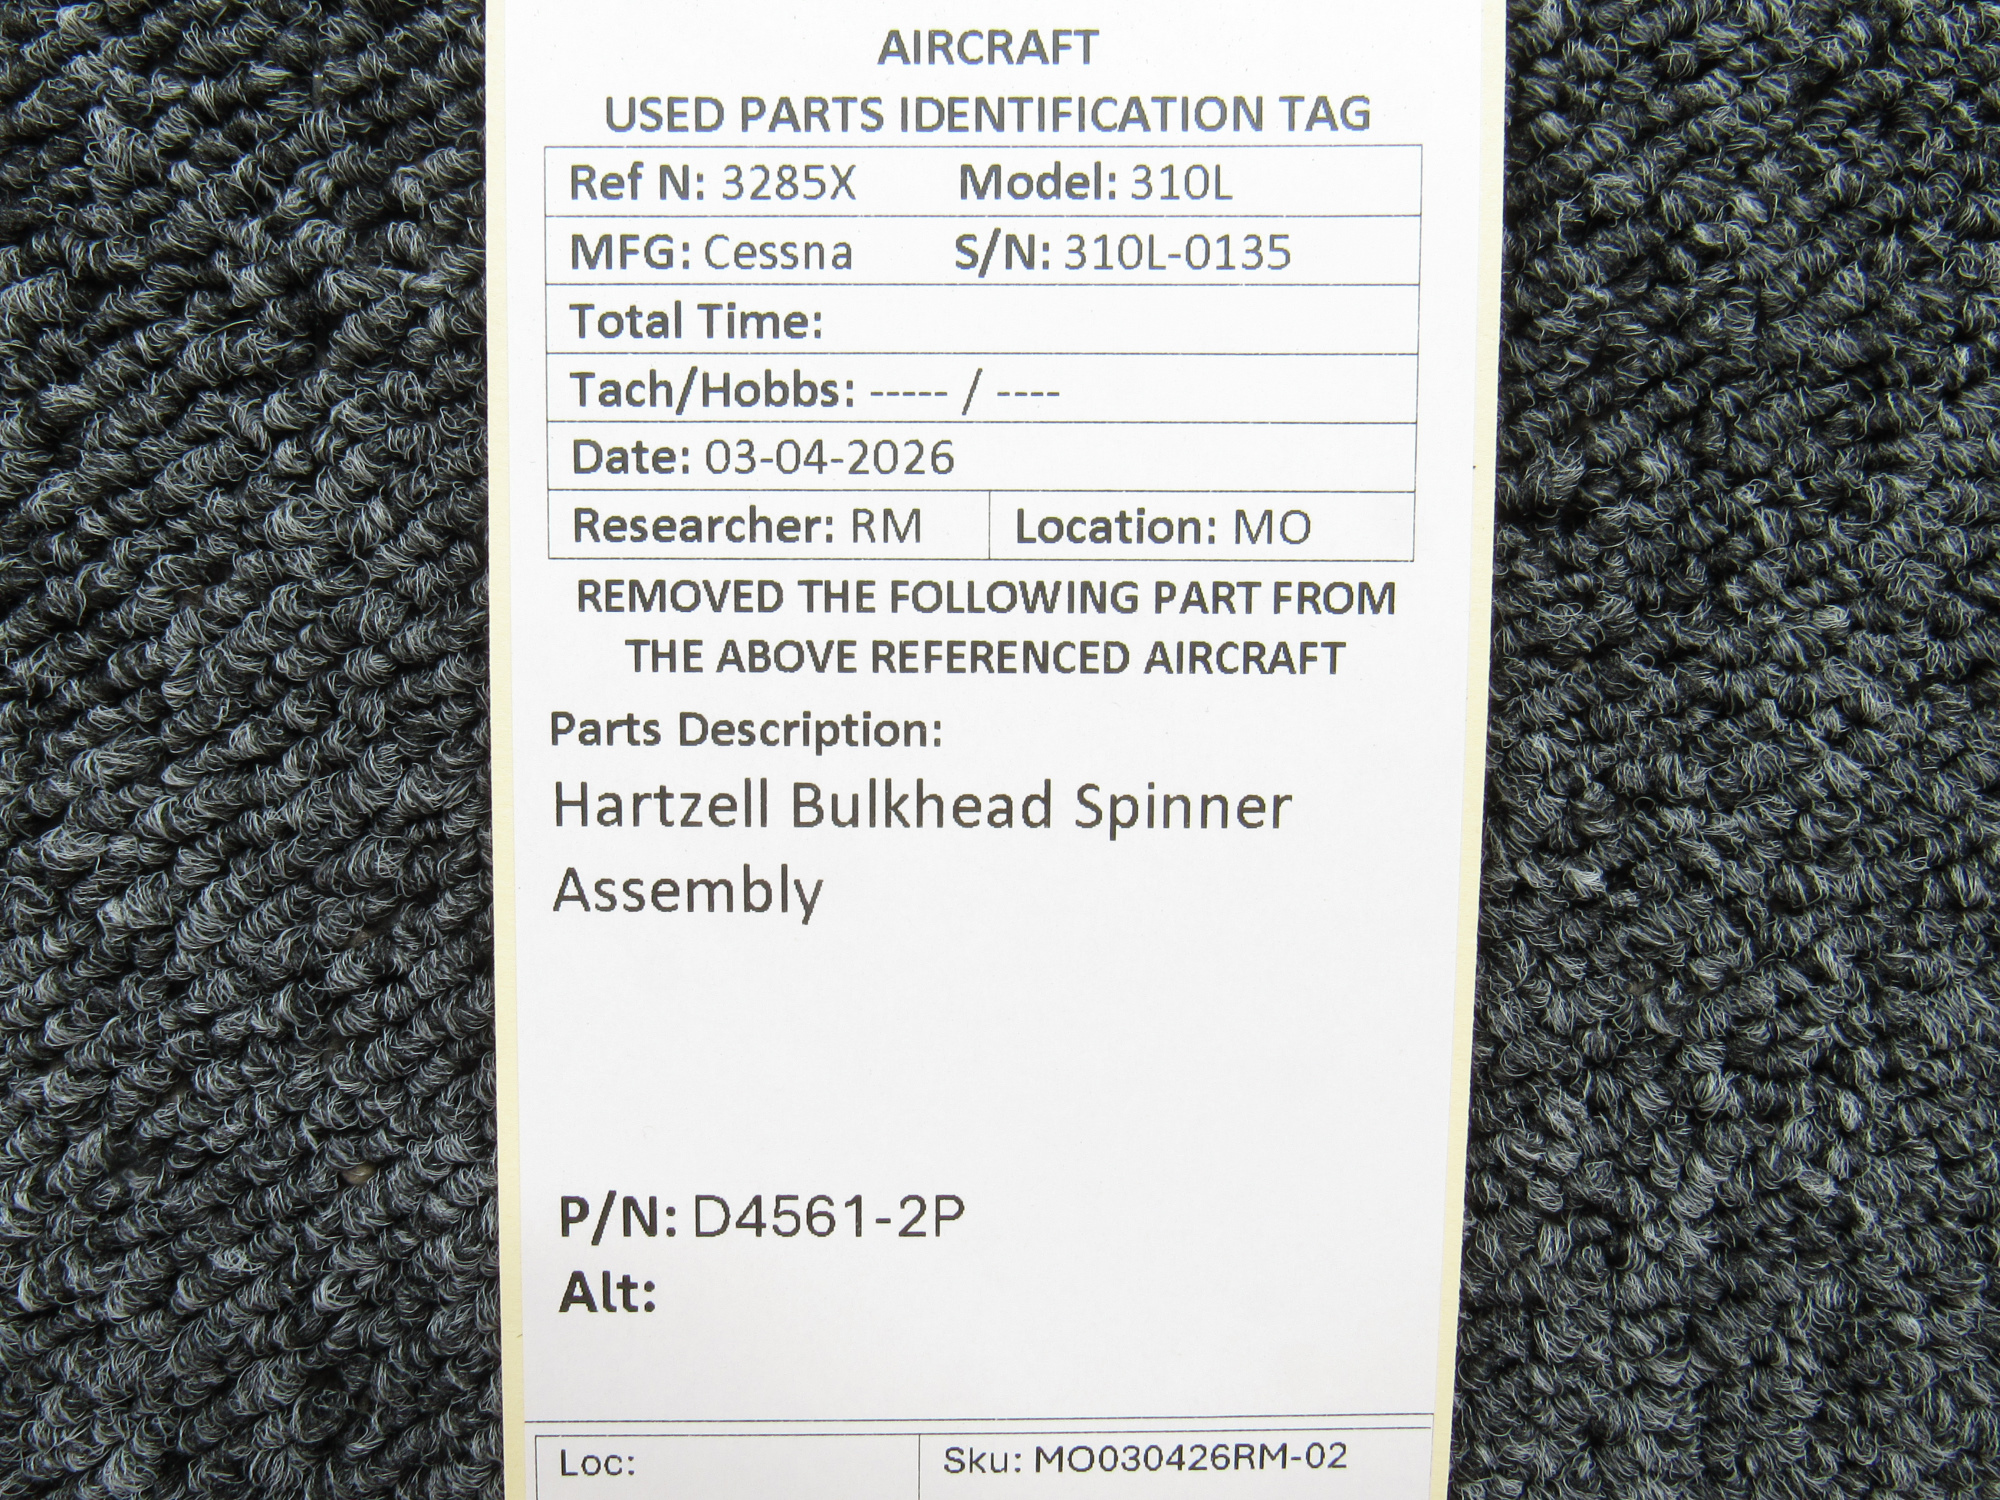 AIRCRAFT
USED PARTS IDENTIFICATION TAG
Ref N: 3285X Model: 310L
MFG: Cessna S/N: 310L-0135
Total Time:
Tach/Hobbs: ----- / ----
Date: 03-04-2026
Researcher: RM Location: MO
REMOVED THE FOLLOWING PART FROM
THE ABOVE REFERENCED AIRCRAFT
Parts Description:
Hartzell Bulkhead Spinner
Assembly
P/N: D4561-2P
Alt:
Loc: Sku: MO030426RM-02